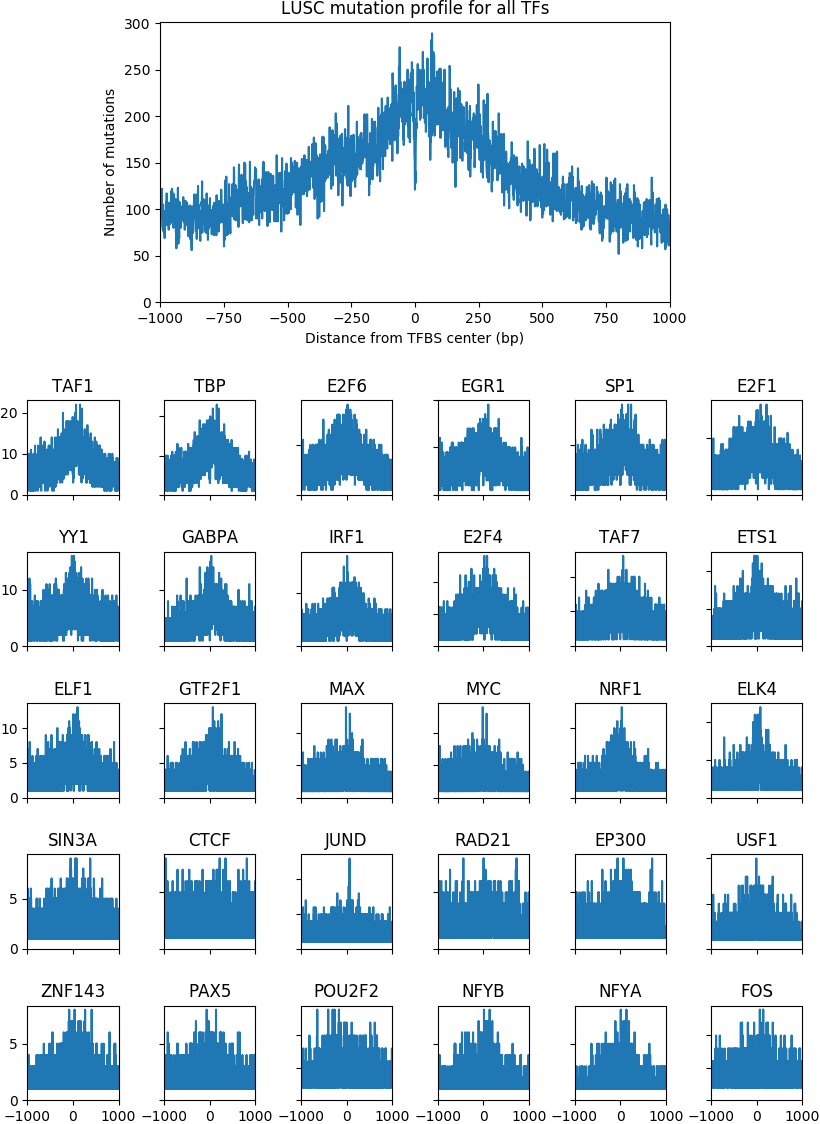 LUSC mutation profile for all TFs
300
250
200
150
100
50
0
Number of mutations
−1000 −750 −500 −250 0 250 500 750 1000
Distance from TFBS center (bp)
TAF1 TBP E2F6 EGR1 SP1 E2F1
20
10
0
YY1 GABPA IRF1 E2F4 TAF7 ETS1
10
0
ELF1 GTF2F1 MAX MYC NRF1 ELK4
10
5
0
SIN3A CTCF JUND RAD21 EP300 USF1
5
0
ZNF143 PAX5 POU2F2 NFYB NFYA FOS
5
0
−1000 0 1000 −1000 0 1000 −1000 0 1000 −1000 0 1000 −1000 0 1000 −1000 0 1000